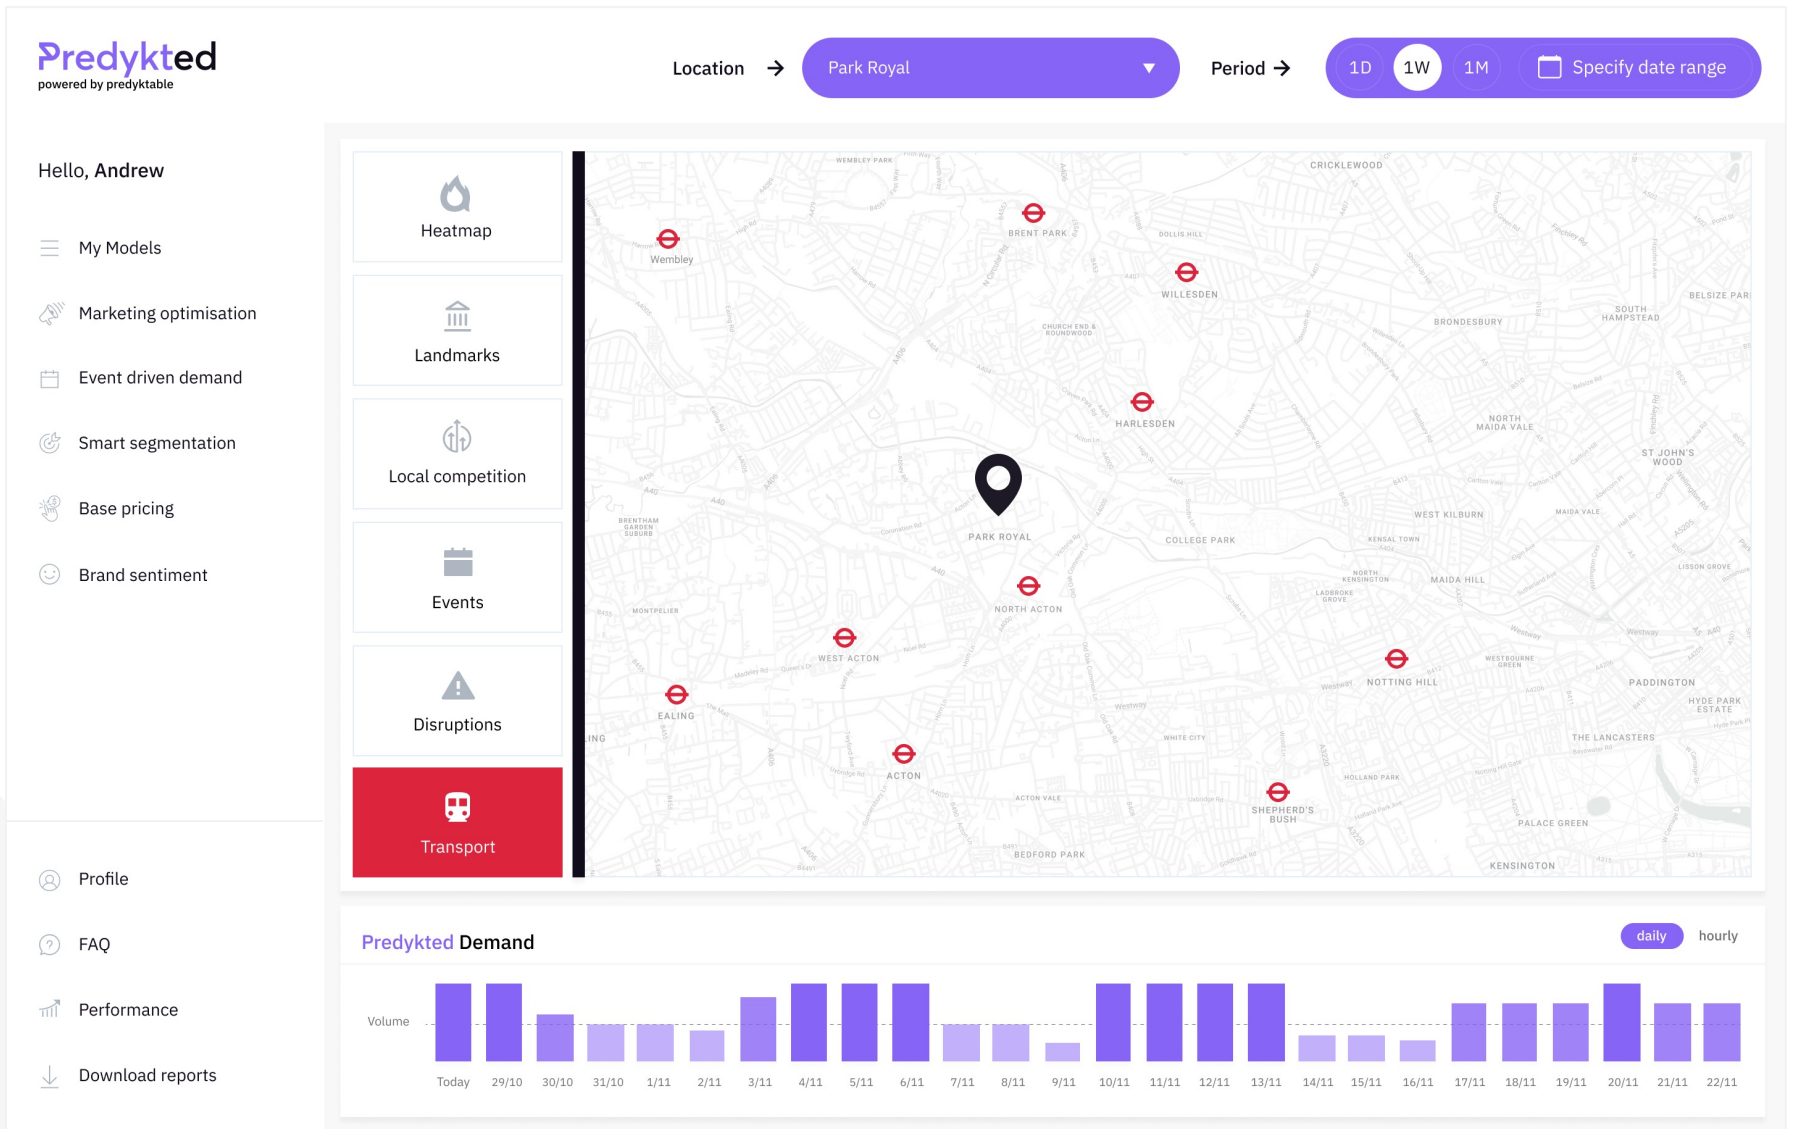 Predykted
powered by predyktable
Location
Park Royal
Period
1D
1W
1M
Specify date range
Hello, Andrew
My Models
Marketing optimisation
Event driven demand
Smart segmentation
Base pricing
Brand sentiment
Profile
FAQ
Performance
Download reports
Heatmap
Landmarks
Local competition
Events
Disruptions
Transport
WEMBLEY PARK
CRICKLEWOOD
BRENT PARK
DOLLIS HILL
Wembley
WILLESDEN
BELSIZE PAR
SOUTH
HAMPSTEAD
BRONDESBURY
CHURCH END &
ROUNDWOOD
HARLESDEN
NORTH
MAIDA VALE
ST JOHN'S
WOOD
BRENTHAM
GARDEN
SUBURB
WEST KILBURN
MAIDA VALE
PARK ROYAL
COLLEGE PARK
KENSAL TOWN
LISSON GROVE
NORTH
KENSINGTON
MAIDA HILL
LADBROKE
GROVE
MONTPELIER
NORTH ACTON
WEST ACTON
WESTBOURNE
GREEN
NOTTING HILL
PADDINGTON
HYDE PARK
ESTATE
EALING
LING
WHITE CITY
THE LANCASTERS
ACTON
HOLLAND PARK
ACTON VALE
SHEPHERD'S
BUSH
PALACE GREEN
BEDFORD PARK
KENSINGTON
Predykted Demand
daily
hourly
Volume
Today
29/10
30/10
31/10
1/11
2/11
3/11
4/11
5/11
6/11
7/11
8/11
9/11
10/11
11/11
12/11
13/11
14/11
15/11
16/11
17/11
18/11
19/11
20/11
21/11
22/11